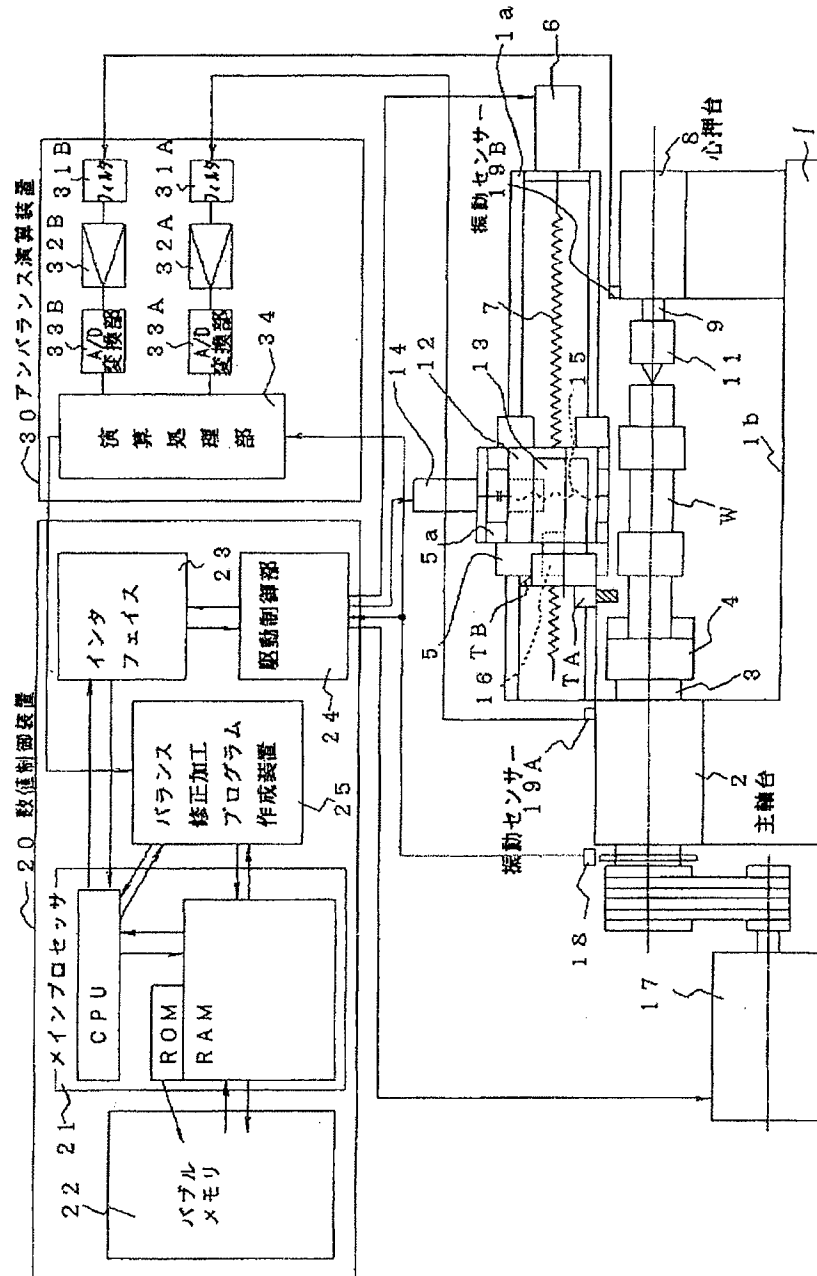 20 数値制御装置
21
メインプロセッサ
CPU
ROM
RAM
22
バブル
メモリ
インタ
フェイス
23
駆動制御部
24
バランス
修正加工
プログラム
作成装置
25
30 アンバランス演算装置
演算処理部
34
33B
A/D
変換部
32B
31B
フィルタ
33A
A/D
変換部
32A
31A
フィルタ
振動センサー
19A
振動センサー
19B
18
17
2
主軸台
3
4
W
1b
11
9
8
心押台
1
1a
6
7
14
12
13
15
5a
5
TB
16
TA